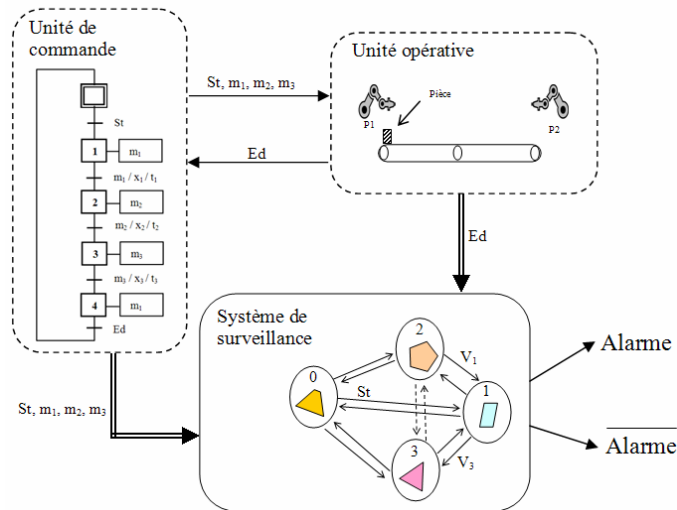 Unité de
commande
St
1 m₁
m₁ / x₁ / t₁
2 m₂
m₂ / x₂ / t₂
3 m₃
m₃ / x₃ / t₃
4 m₁
Ed
St, m₁, m₂, m₃
Ed
Unité opérative
Pièce
P1
P2
Ed
St, m₁, m₂, m₃
Système de
surveillance
2
V₁
0
St
1
3
V₃
Alarme
Alarme